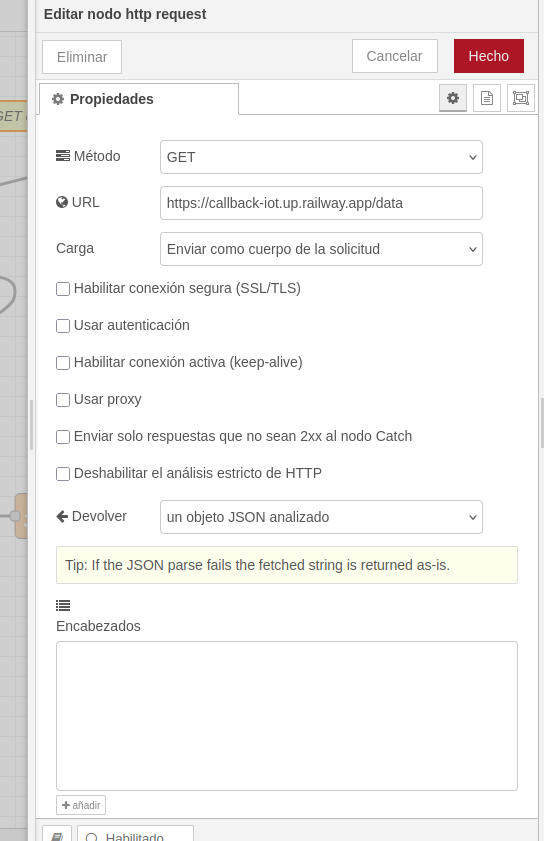 Editar nodo http request
Eliminar
Cancelar
Hecho
Propiedades
GET
Método
GET
URL
https://callback-iot.up.railway.app/data
Carga
Enviar como cuerpo de la solicitud
Habilitar conexión segura (SSL/TLS)
Usar autenticación
Habilitar conexión activa (keep-alive)
Usar proxy
Enviar solo respuestas que no sean 2xx al nodo Catch
Deshabilitar el análisis estricto de HTTP
Devolver
un objeto JSON analizado
Tip: If the JSON parse fails the fetched string is returned as-is.
Encabezados
añadir
Habilitado